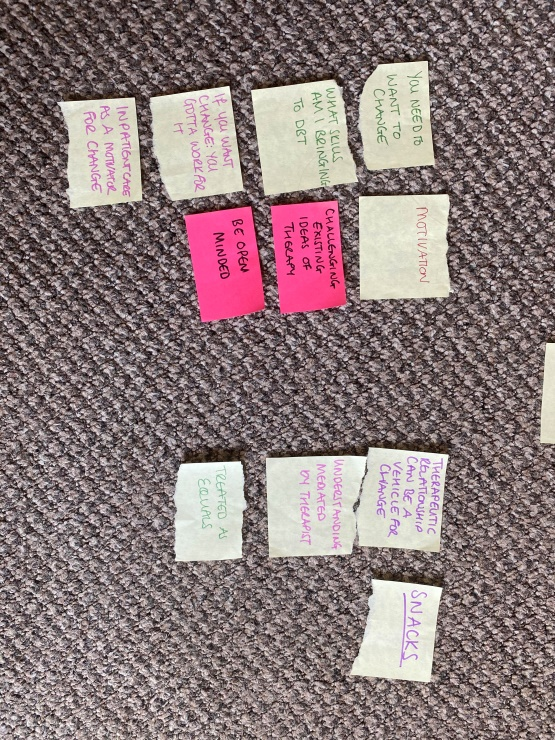 YOU NEED TO
WANT TO
CHANGE
WHAT SKILLS
AM I BRINGING
TO DBT
IF YOU WANT
CHANGE: YOU
GOTTA WORK FOR
IT
IN PATIENT CARE
AS A MOTIVATOR
FOR CHANGE
MOTIVATION
CHALLENGING
EXISTING
IDEAS OF
THERAPY
BE OPEN
MINDED
THERAPEUTIC
RELATIONSHIP
CAN BE A
VEHICLE FOR
CHANGE
UNDERSTANDING
MEDIATED
BY THERAPIST
TREATED AS
EQUALS
SNACKS